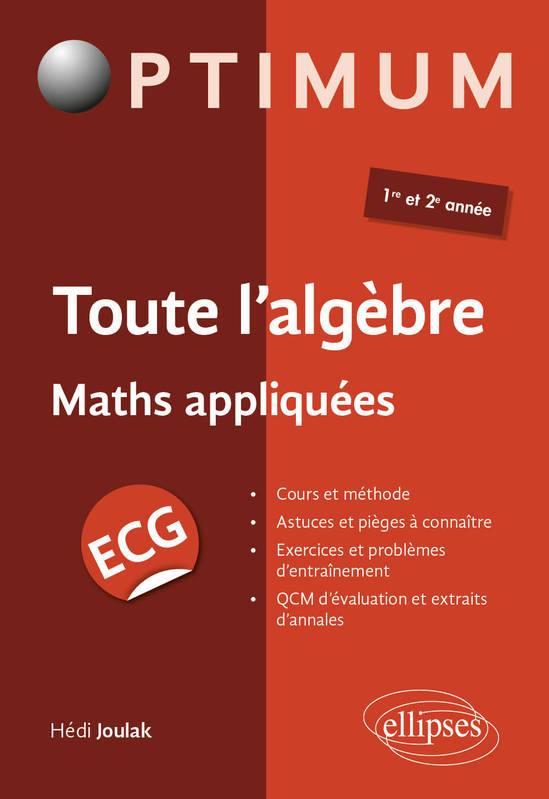 OPTIMUM
1re et 2e année
Toute l'algèbre
Maths appliquées
ECG
• Cours et méthode
• Astuces et pièges à connaître
• Exercices et problèmes
d'entraînement
• QCM d'évaluation et extraits
d'annales
Hédi Joulak
ellipses